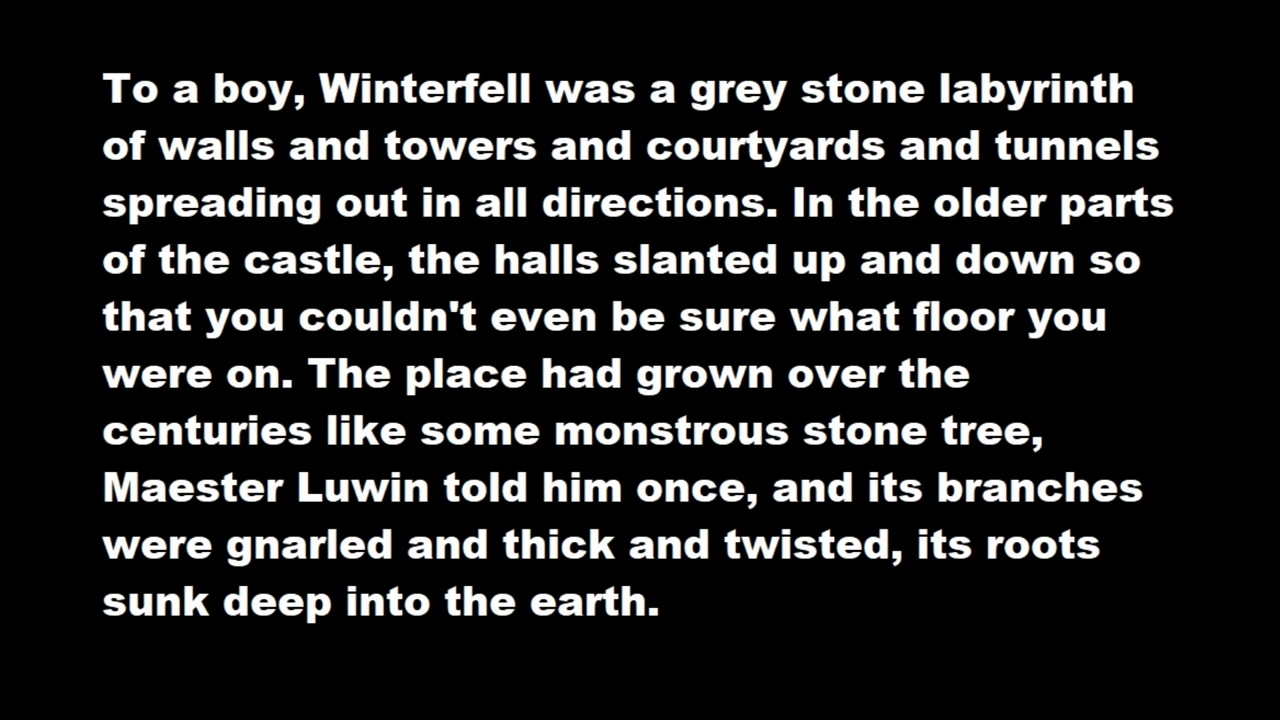 To a boy, Winterfell was a grey stone labyrinth
of walls and towers and courtyards and tunnels
spreading out in all directions. In the older parts
of the castle, the halls slanted up and down so
that you couldn't even be sure what floor you
were on. The place had grown over the
centuries like some monstrous stone tree,
Maester Luwin told him once, and its branches
were gnarled and thick and twisted, its roots
sunk deep into the earth.